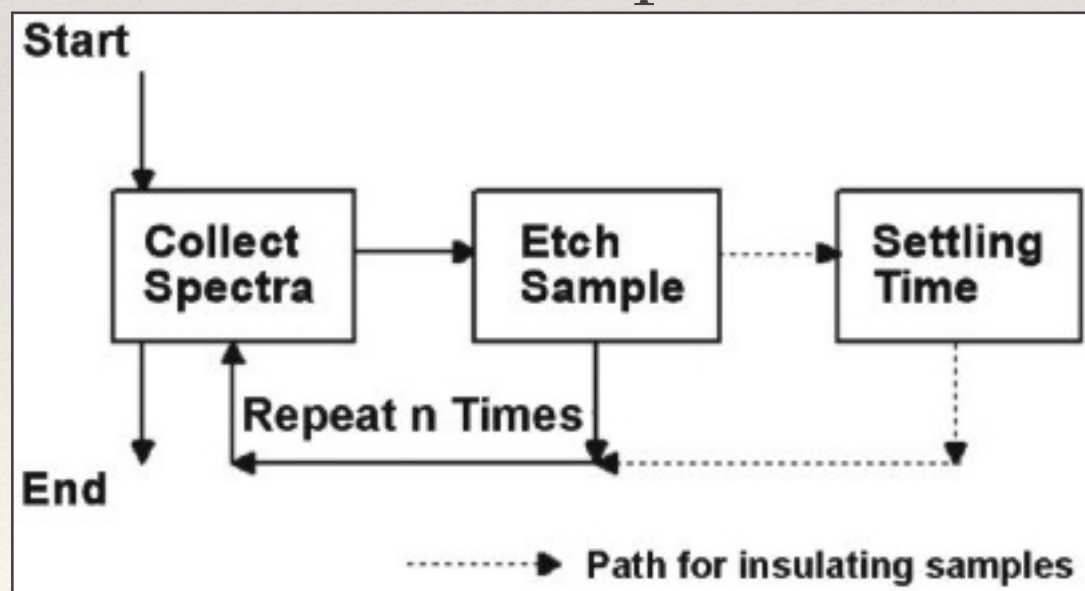 Start
Collect
Spectra
Etch
Sample
Settling
Time
Repeat n Times
End
Path for insulating samples